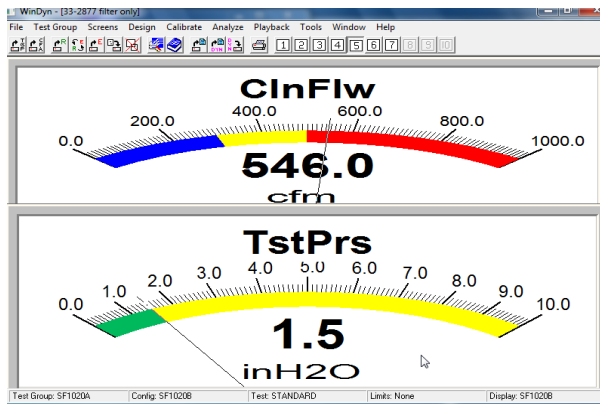 WinDyn - [33-2877 filter only]
File Test Group Screens Design Calibrate Analyze Playback Tools Window Help
1 2 3 4 5 6 7 8 9 10
ClnFlw
0.0 200.0 400.0 600.0 800.0 1000.0
546.0
cfm
TstPrs
0.0 1.0 2.0 3.0 4.0 5.0 6.0 7.0 8.0 9.0 10.0
1.5
inH2O
Test Group: SF1020A Config: SF1020B Test: STANDARD Limits: None Display: SF1020B